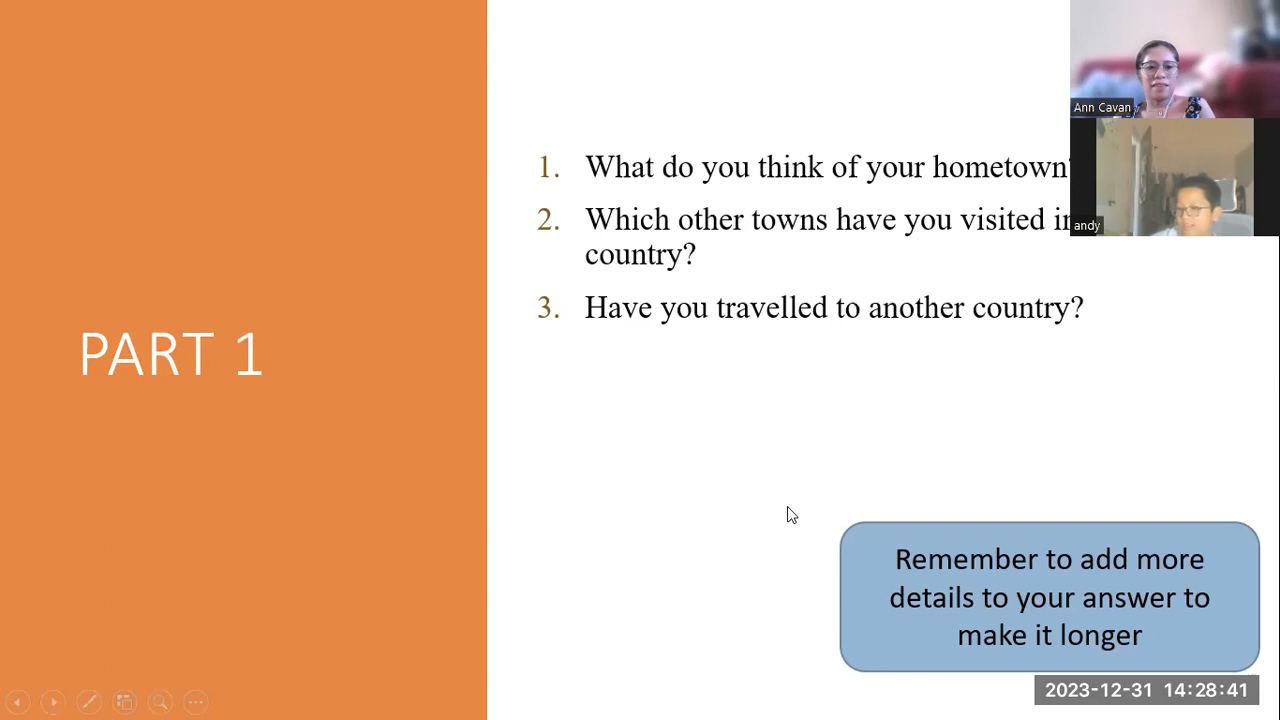 Ann Cavan
andy
1. What do you think of your hometown?
2. Which other towns have you visited in
country?
3. Have you travelled to another country?
PART 1
Remember to add more
details to your answer to
make it longer
2023-12-31 14:28:41